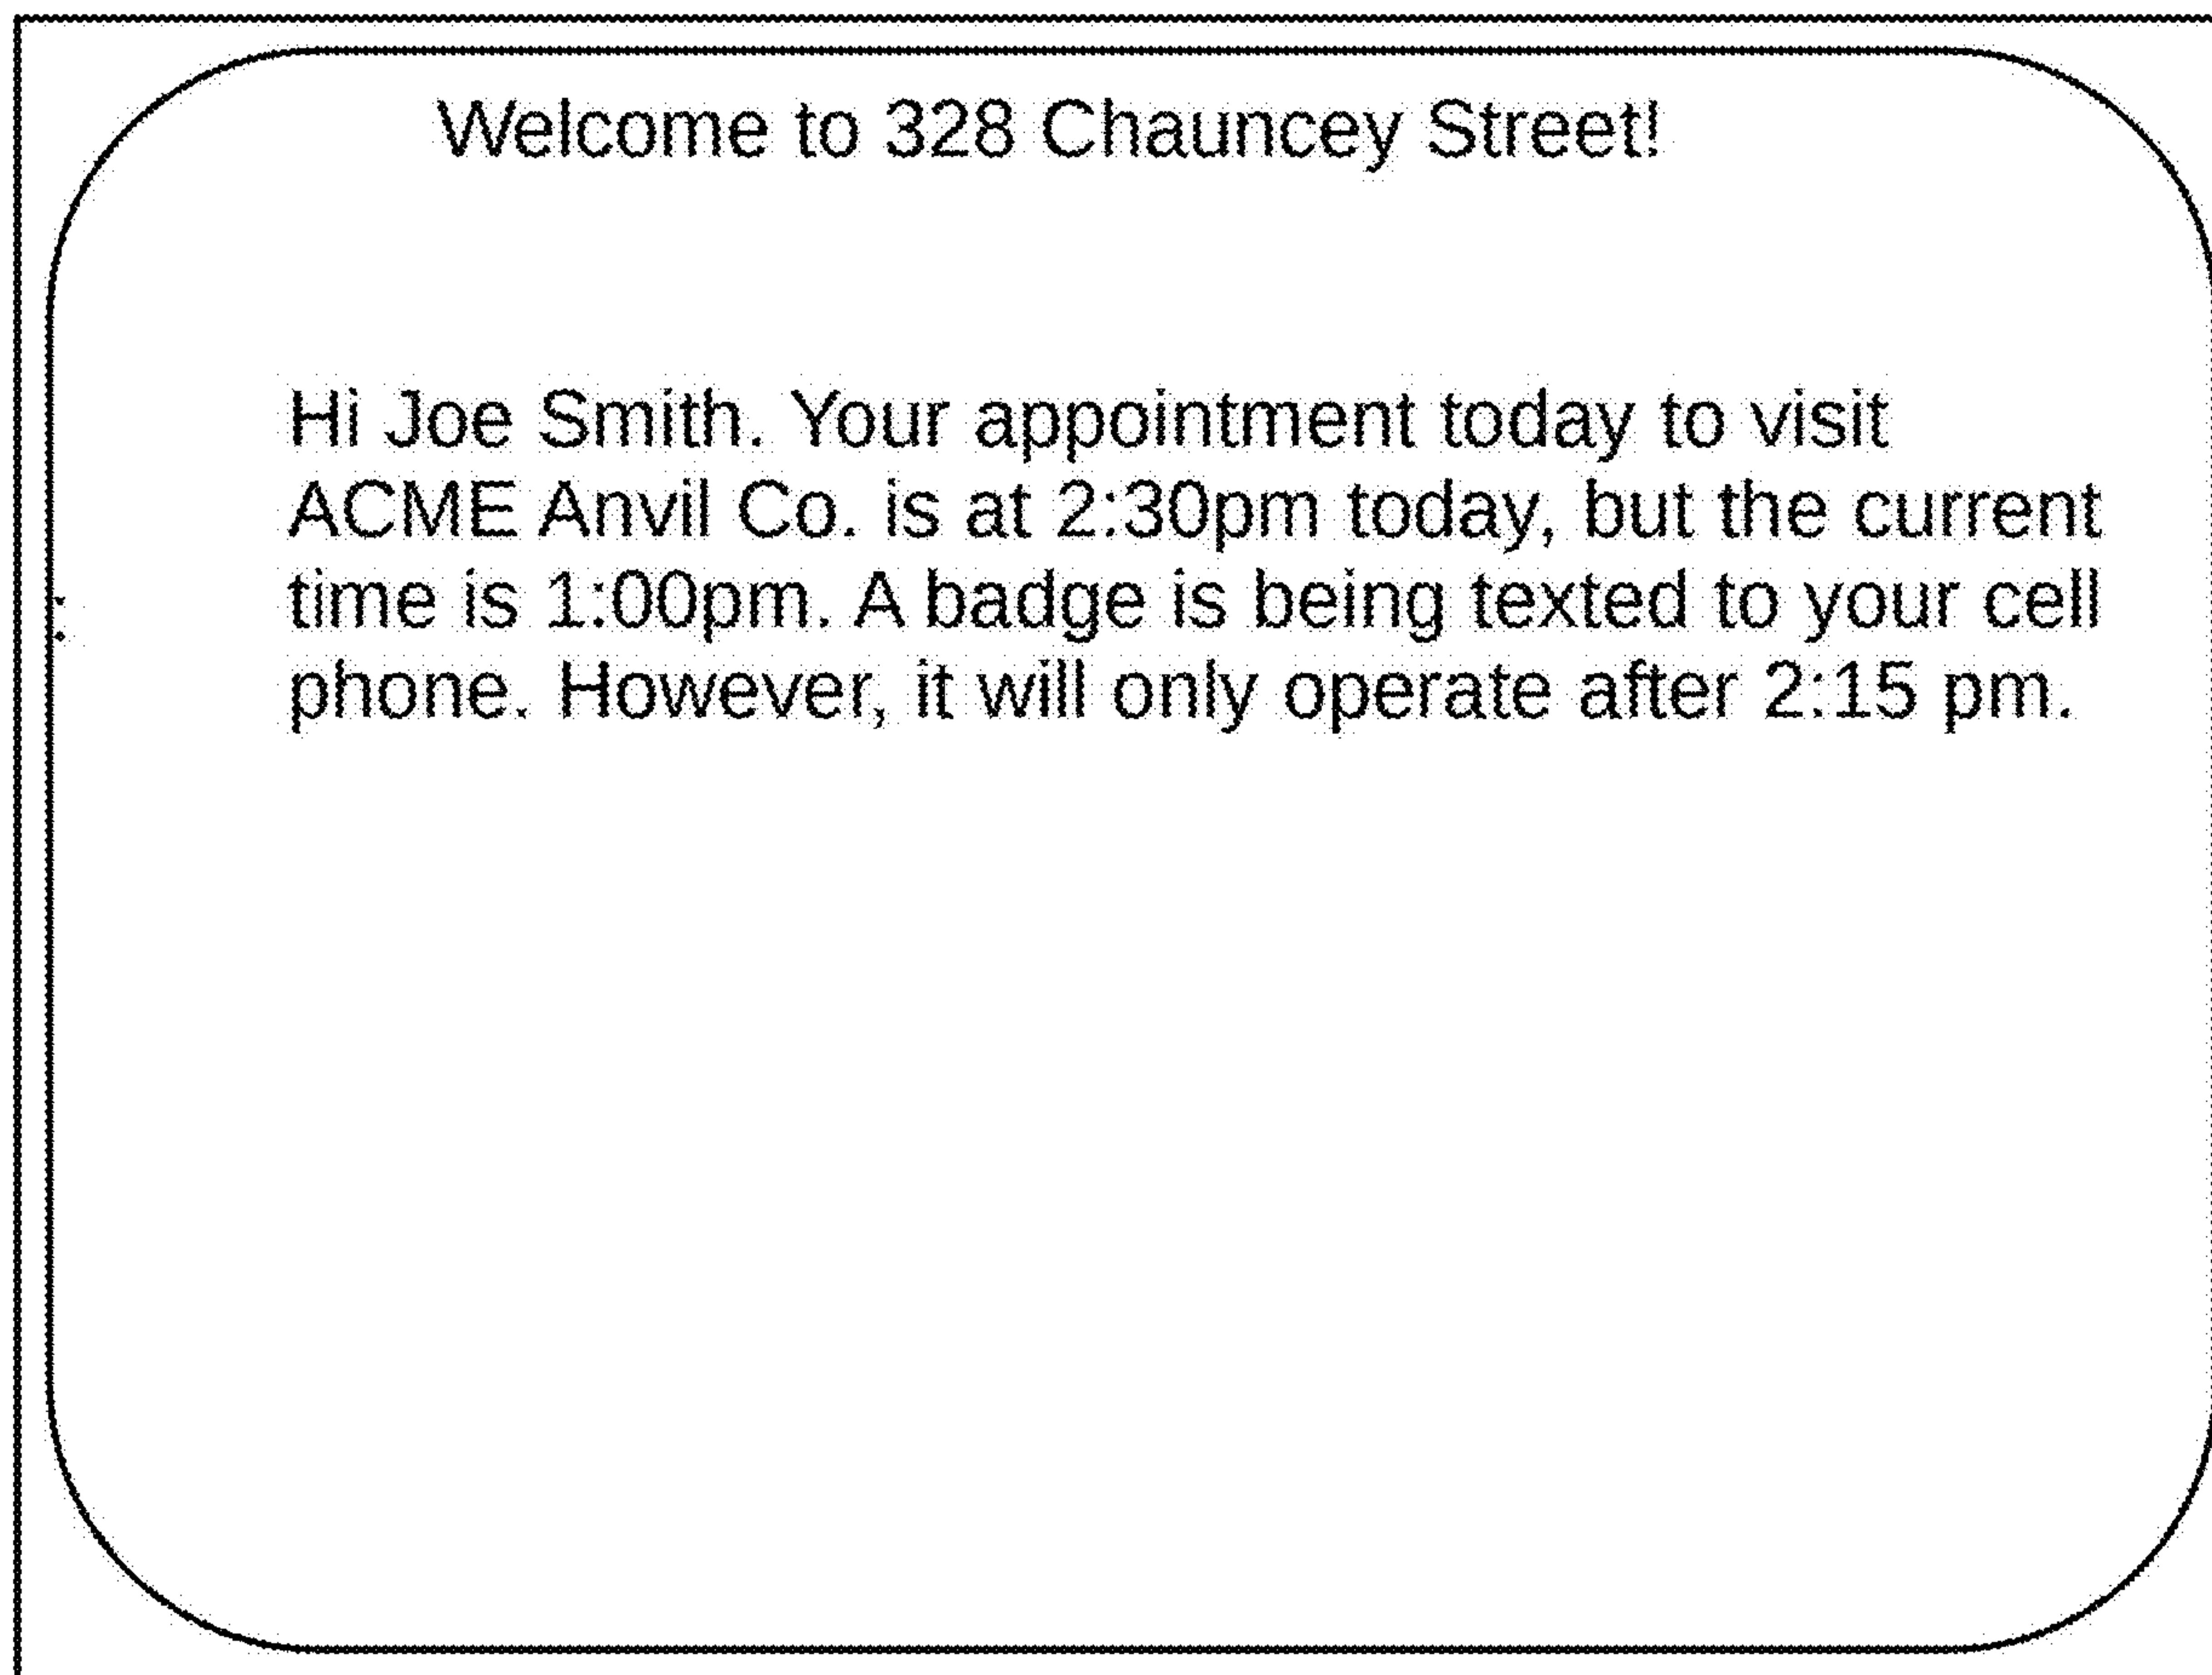 Welcome to 328 Chauncey Street!
Hi Joe Smith. Your appointment today to visit
ACME Anvil Co. is at 2:30pm today, but the current
time is 1:00pm. A badge is being texted to your cell
phone. However, it will only operate after 2:15 pm.